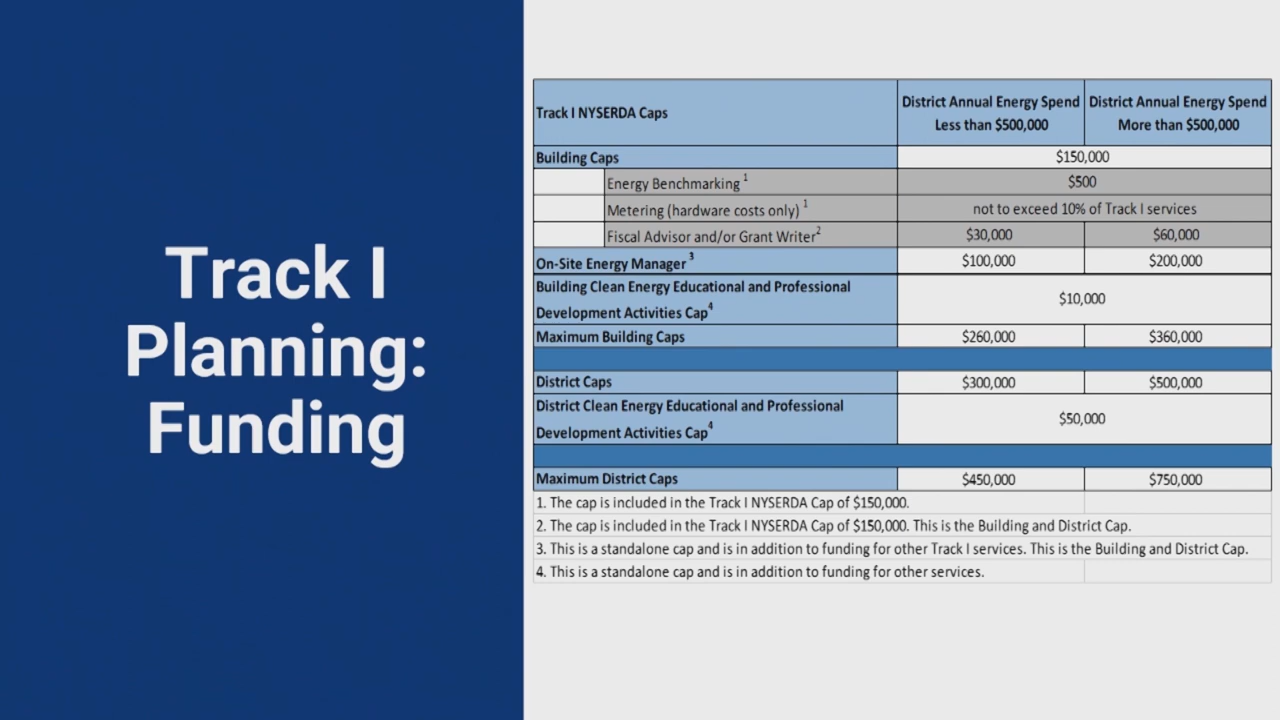 Track I
Planning:
Funding
Track I NYSERDA Caps
District Annual Energy Spend
Less than $500,000
District Annual Energy Spend
More than $500,000
Building Caps $150,000
Energy Benchmarking 1 $500
Metering (hardware costs only) 1 not to exceed 10% of Track I services
Fiscal Advisor and/or Grant Writer2 $30,000 $60,000
On-Site Energy Manager 3 $100,000 $200,000
Building Clean Energy Educational and Professional
Development Activities Cap4 $10,000
Maximum Building Caps $260,000 $360,000
District Caps $300,000 $500,000
District Clean Energy Educational and Professional
Development Activities Cap4 $50,000
Maximum District Caps $450,000 $750,000
1. The cap is included in the Track I NYSERDA Cap of $150,000.
2. The cap is included in the Track I NYSERDA Cap of $150,000. This is the Building and District Cap.
3. This is a standalone cap and is in addition to funding for other Track I services. This is the Building and District Cap.
4. This is a standalone cap and is in addition to funding for other services.